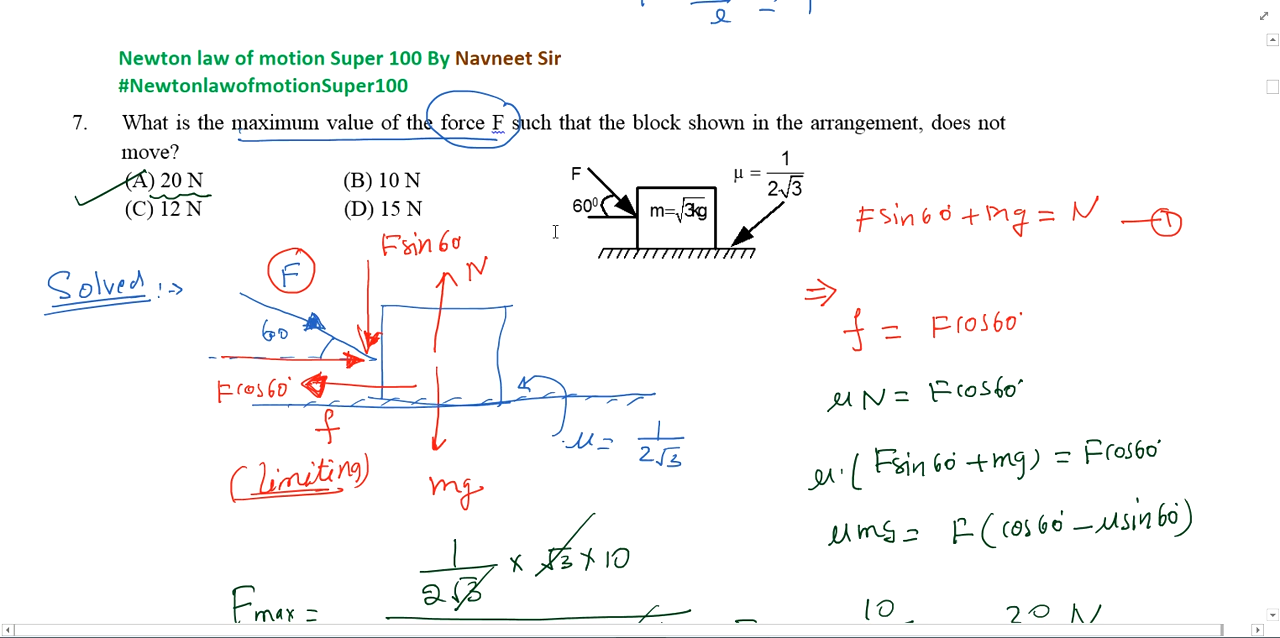 e = 1
Newton law of motion Super 100 By Navneet Sir
#NewtonlawofmotionSuper100
7. What is the maximum value of the force F such that the block shown in the arrangement, does not
move?
(A) 20 N (B) 10 N
(C) 12 N (D) 15 N
F
60⁰
m=√3kg
μ = 1/2√3
Solved :->
F
60
Fsin60
N
Fcos60°
f
(limiting)
mg
μ = 1/2√3
Fsin60° + mg = N — ①
⇒ f = Fcos60°
μN = Fcos60°
μ·(Fsin60° + mg) = Fcos60°
μmg = F(cos60° – μsin60°)
Fmax = 1/2√3 × √3 × 10
10
20 N